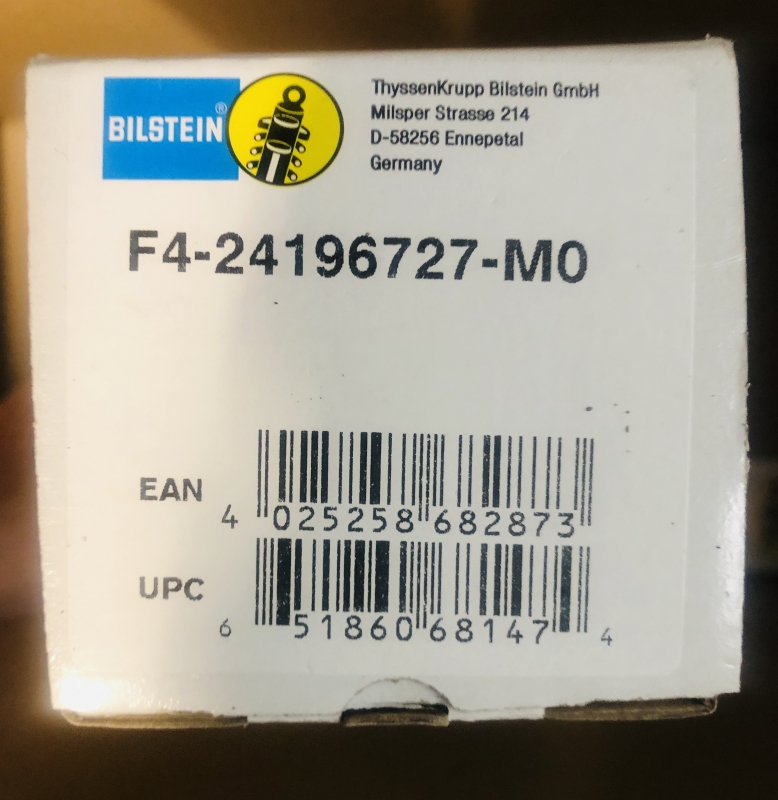 BILSTEIN®
ThyssenKrupp Bilstein GmbH
Milsper Strasse 214
D-58256 Ennepetal
Germany
F4-24196727-M0
EAN
4 025258 682873
UPC
6 51860 68147 4